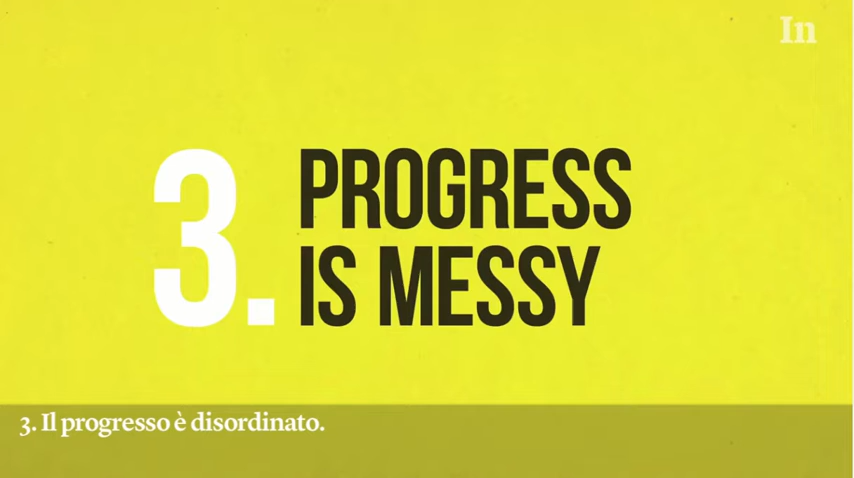 In
3. PROGRESS
IS MESSY
3. Il progresso è disordinato.